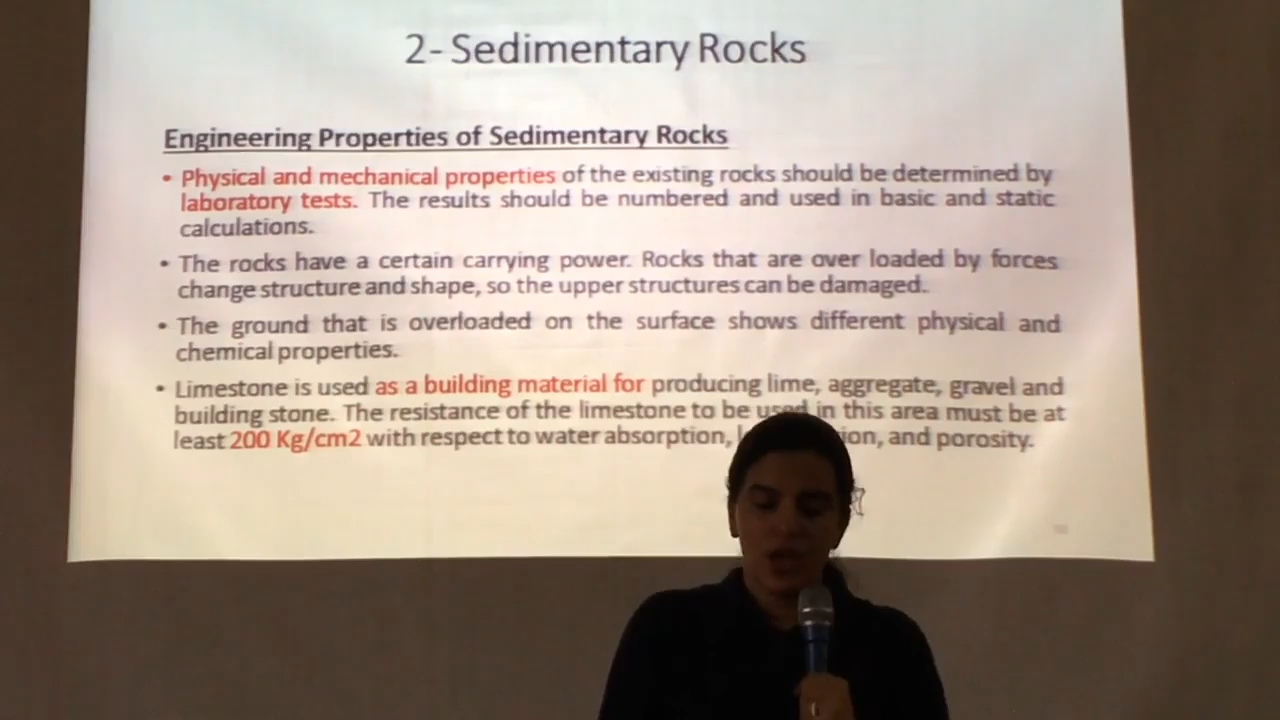 2- Sedimentary Rocks
Engineering Properties of Sedimentary Rocks
• Physical and mechanical properties of the existing rocks should be determined by
laboratory tests. The results should be numbered and used in basic and static
calculations.
• The rocks have a certain carrying power. Rocks that are over loaded by forces
change structure and shape, so the upper structures can be damaged.
• The ground that is overloaded on the surface shows different physical and
chemical properties.
• Limestone is used as a building material for producing lime, aggregate, gravel and
building stone. The resistance of the limestone to be used in this area must be at
least 200 Kg/cm2 with respect to water absorption, and porosity.